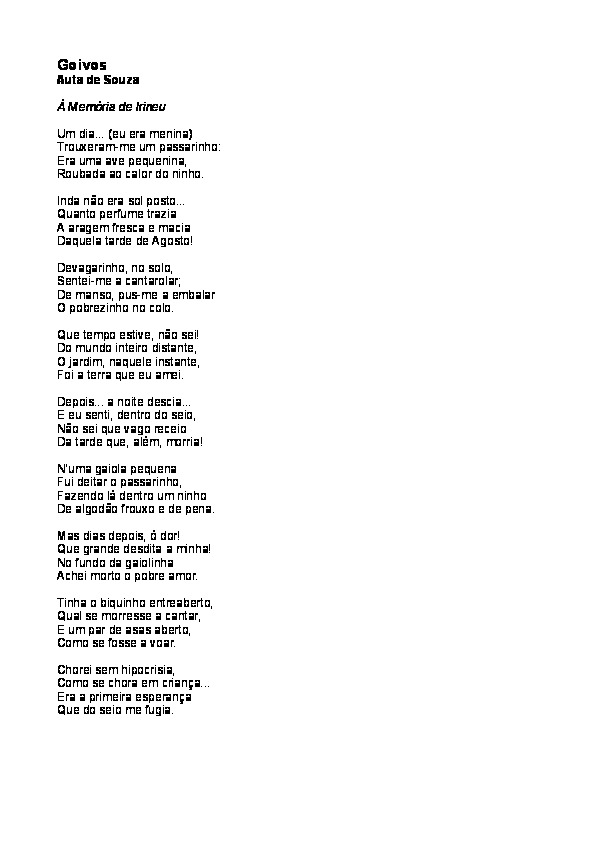 Goivos
Auta de Souza
À Memória de Irineu
Um dia... (eu era menina)
Trouxeram-me um passarinho:
Era uma ave pequenina,
Roubada ao calor do ninho.
Inda não era sol posto...
Quanto perfume trazia
A aragem fresca e macia
Daquela tarde de Agosto!
Devagarinho, no solo,
Sentei-me a cantarolar;
De manso, pus-me a embalar
O pobrezinho no colo.
Que tempo estive, não sei!
Do mundo inteiro distante,
O jardim, naquele instante,
Foi a terra que eu amei.
Depois... a noite descia...
E eu senti, dentro do seio,
Não sei que vago receio
Da tarde que, além, morria!
N'uma gaiola pequena
Fui deitar o passarinho,
Fazendo lá dentro um ninho
De algodão frouxo e de pena.
Mas dias depois, ó dor!
Que grande desdita a minha!
No fundo da gaiolinha
Achei morto o pobre amor.
Tinha o biquinho entreaberto,
Qual se morresse a cantar,
E um par de asas aberto,
Como se fosse a voar.
Chorei sem hipocrisia,
Como se chora em criança...
Era a primeira esperança
Que do seio me fugia.